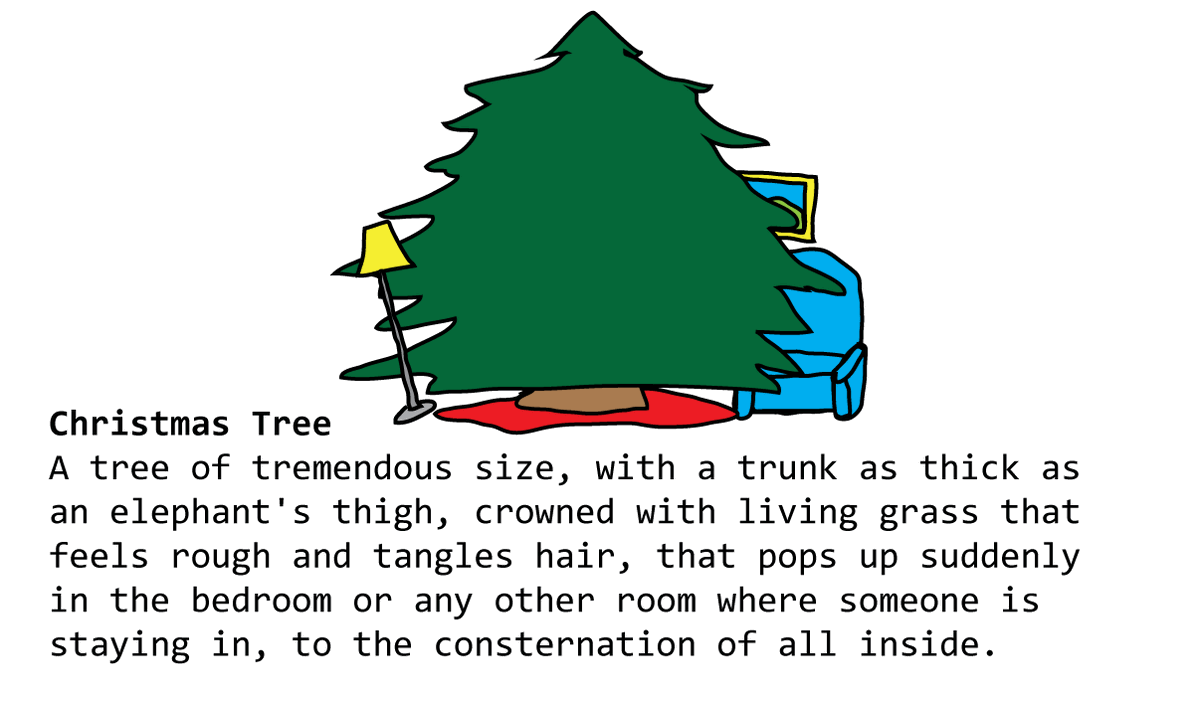 Christmas Tree
A tree of tremendous size, with a trunk as thick as
an elephant's thigh, crowned with living grass that
feels rough and tangles hair, that pops up suddenly
in the bedroom or any other room where someone is
staying in, to the consternation of all inside.